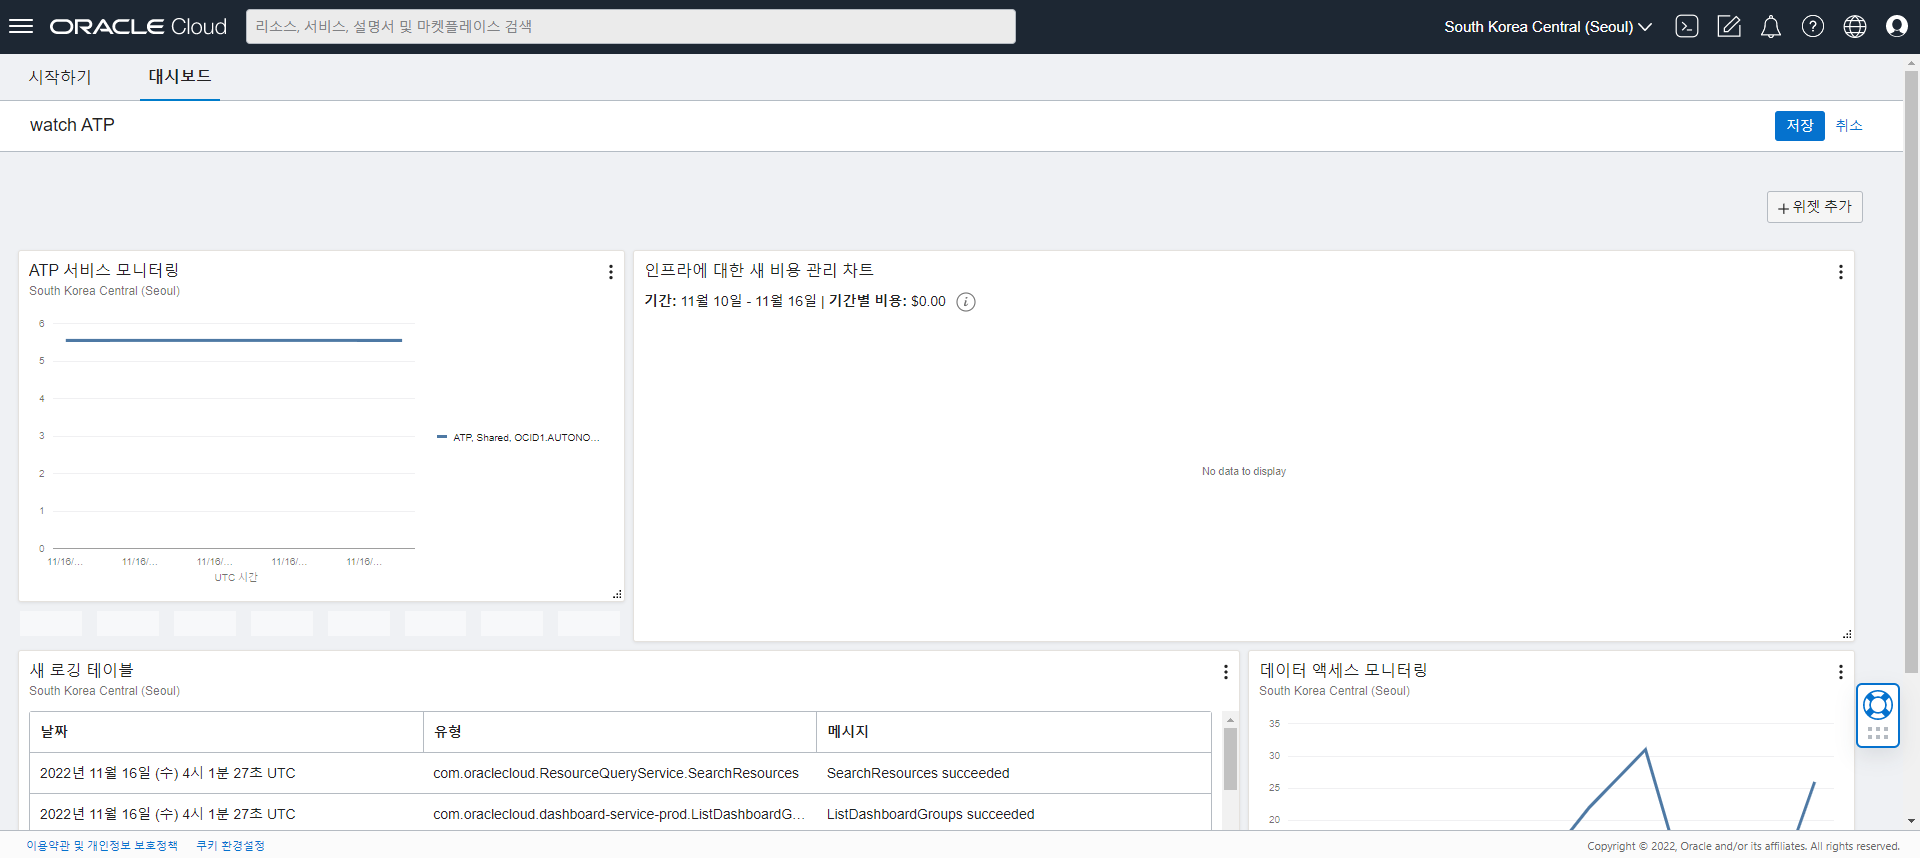 ORACLE Cloud
리소스, 서비스, 설명서 및 마켓플레이스 검색
South Korea Central (Seoul)
시작하기
대시보드
watch ATP
저장
취소
+ 위젯 추가
ATP 서비스 모니터링
South Korea Central (Seoul)
6
5
4
3
2
1
0
11/16/...
11/16/...
11/16/...
11/16/...
11/16/...
UTC 시간
ATP, Shared, OCID1.AUTONO...
인프라에 대한 새 비용 관리 차트
기간: 11월 10일 - 11월 16일 | 기간별 비용: $0.00
No data to display
새 로깅 테이블
South Korea Central (Seoul)
날짜
유형
메시지
2022년 11월 16일 (수) 4시 1분 27초 UTC
com.oraclecloud.ResourceQueryService.SearchResources
SearchResources succeeded
2022년 11월 16일 (수) 4시 1분 27초 UTC
com.oraclecloud.dashboard-service-prod.ListDashboardG...
ListDashboardGroups succeeded
데이터 액세스 모니터링
South Korea Central (Seoul)
35
30
25
20
이용약관 및 개인정보 보호정책
쿠키 환경설정
Copyright © 2022, Oracle and/or its affiliates. All rights reserved.